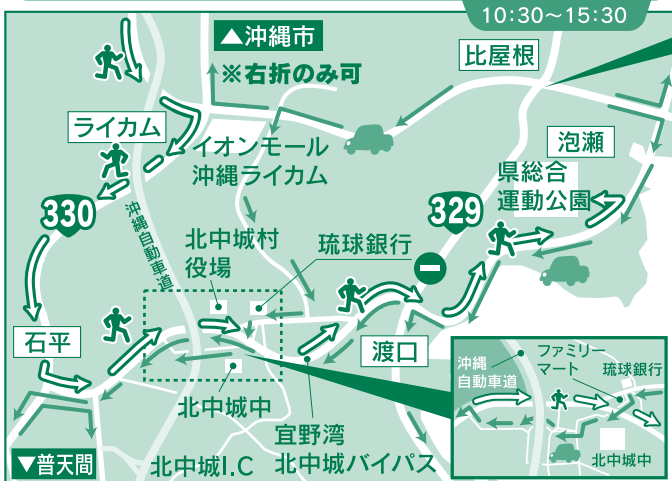 10:30〜15:30
▲沖縄市
※右折のみ可
比屋根
ライカム
イオンモール
沖縄ライカム
泡瀬
県総合
運動公園
330
329
沖縄自動車道
北中城村
役場
琉球銀行
石平
渡口
北中城中
宜野湾
北中城バイパス
▼普天間
北中城I.C
沖縄
自動車道
ファミリー
マート
琉球銀行
北中城中